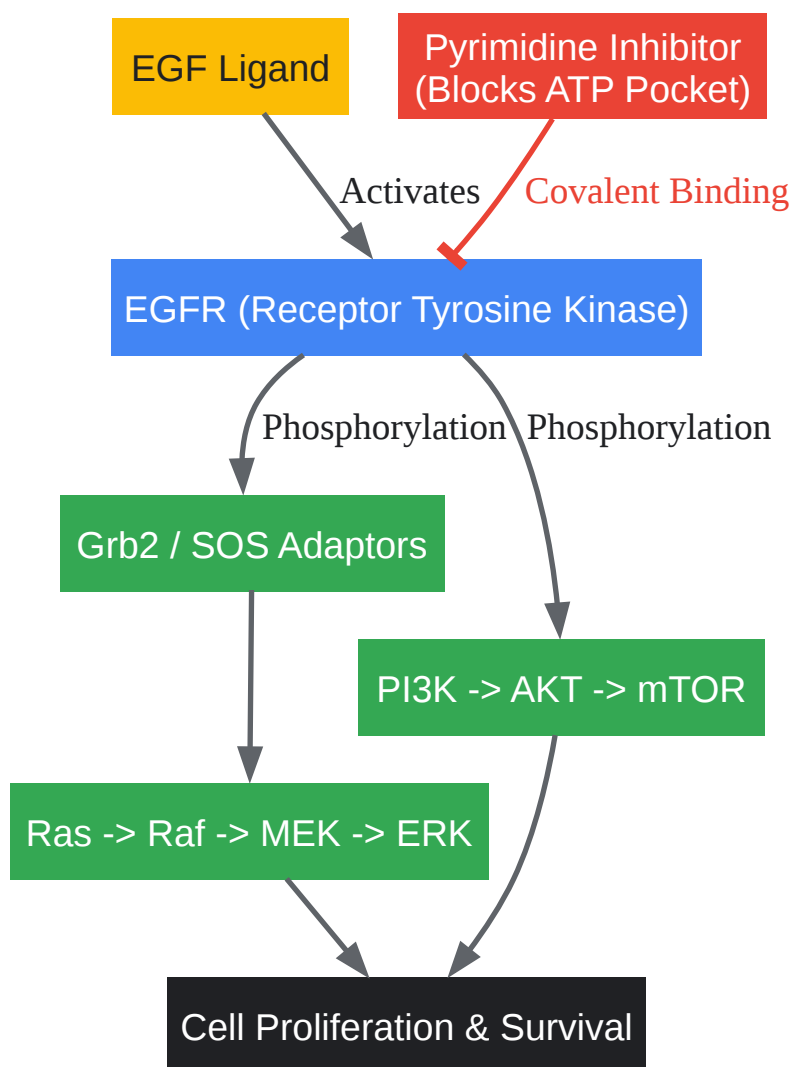 EGF Ligand
Pyrimidine Inhibitor
(Blocks ATP Pocket)
Activates
Covalent Binding
EGFR (Receptor Tyrosine Kinase)
Phosphorylation
Phosphorylation
Grb2 / SOS Adaptors
PI3K -> AKT -> mTOR
Ras -> Raf -> MEK -> ERK
Cell Proliferation & Survival